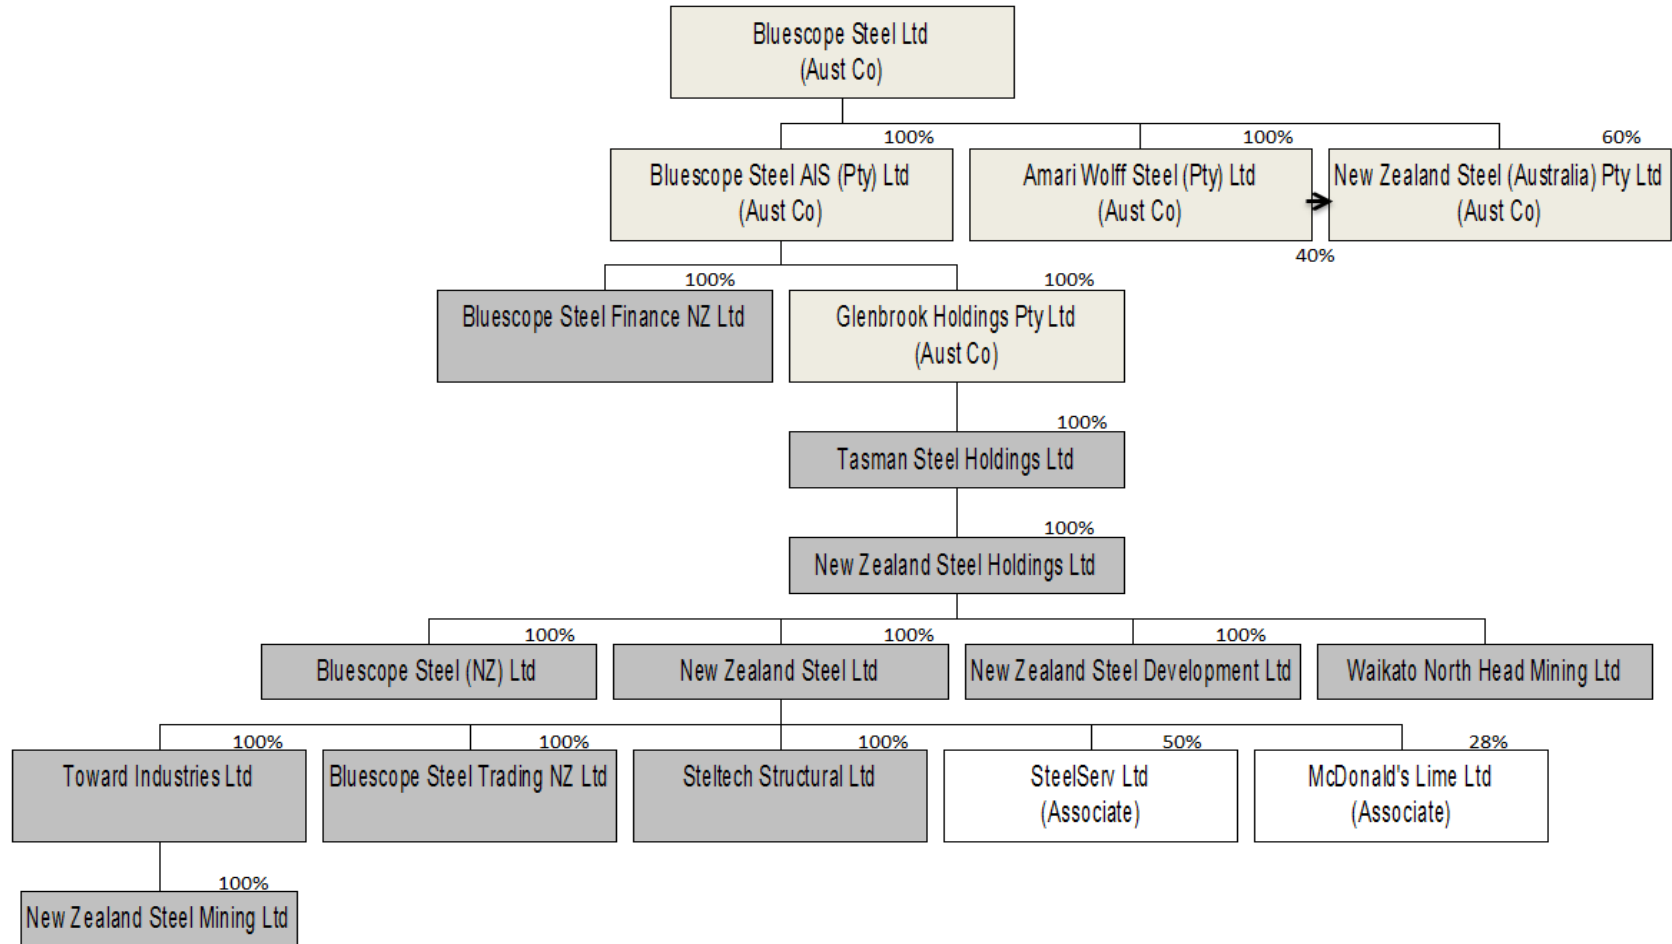 Bluescope Steel Ltd
(Aust Co)
100%
100%
60%
Bluescope Steel AIS (Pty) Ltd
(Aust Co)
Amari Wolff Steel (Pty) Ltd
(Aust Co)
New Zealand Steel (Australia) Pty Ltd
(Aust Co)
40%
100%
100%
Bluescope Steel Finance NZ Ltd
Glenbrook Holdings Pty Ltd
(Aust Co)
100%
Tasman Steel Holdings Ltd
100%
New Zealand Steel Holdings Ltd
100%
100%
100%
Bluescope Steel (NZ) Ltd
New Zealand Steel Ltd
New Zealand Steel Development Ltd
Waikato North Head Mining Ltd
100%
100%
100%
50%
28%
Toward Industries Ltd
Bluescope Steel Trading NZ Ltd
Steltech Structural Ltd
SteelServ Ltd
(Associate)
McDonald's Lime Ltd
(Associate)
100%
New Zealand Steel Mining Ltd